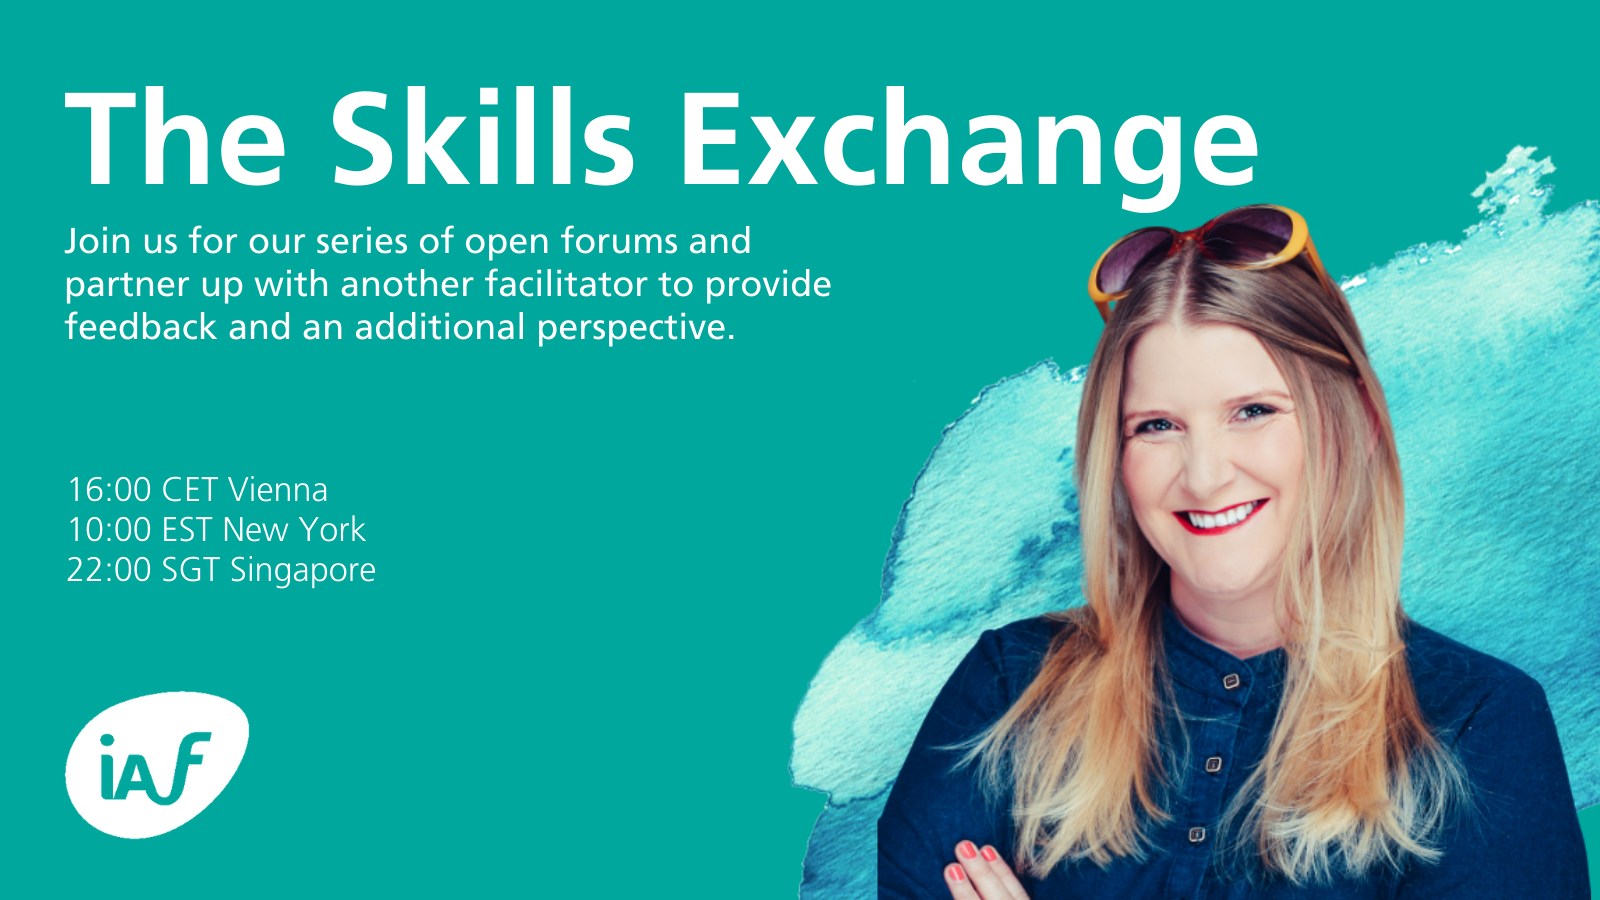 The Skills Exchange
Join us for our series of open forums and
partner up with another facilitator to provide
feedback and an additional perspective.
16:00 CET Vienna
10:00 EST New York
22:00 SGT Singapore
iAf